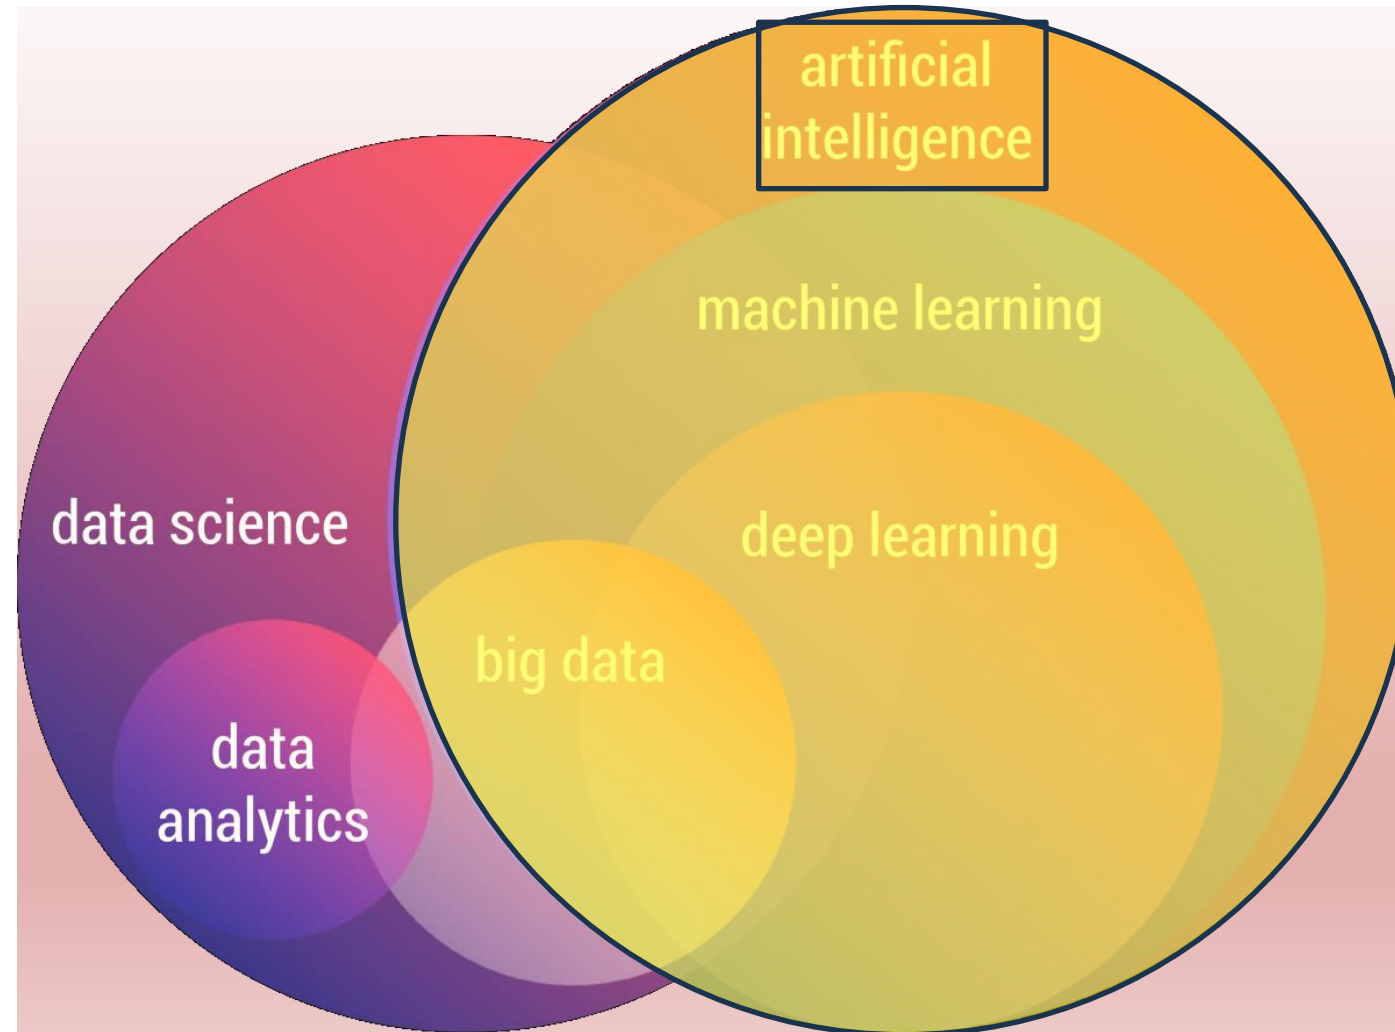 artificial
intelligence
machine learning
data science
deep learning
big data
data
analytics